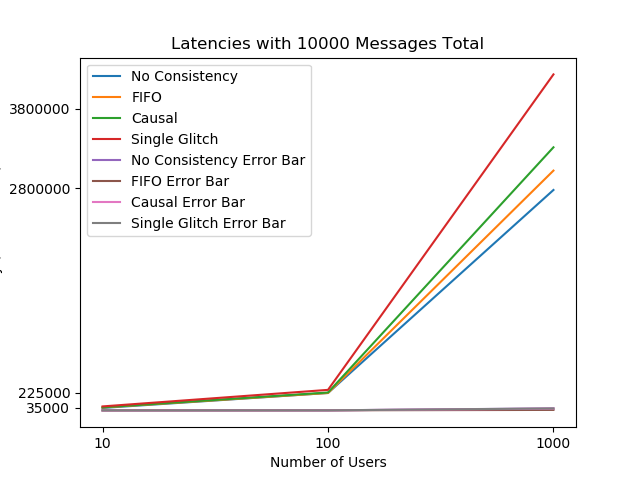 Latencies with 10000 Messages Total
No Consistency
FIFO
Causal
Single Glitch
No Consistency Error Bar
FIFO Error Bar
Causal Error Bar
Single Glitch Error Bar
3800000
2800000
225000
35000
10
100
1000
Number of Users